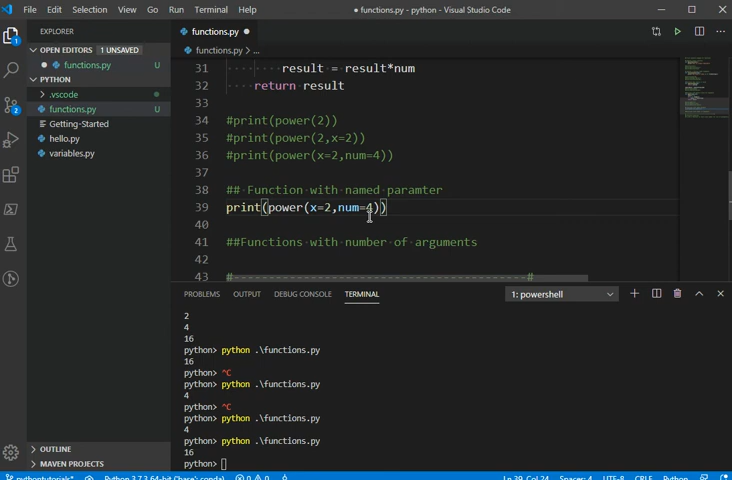 File Edit Selection View Go Run Terminal Help
● functions.py - python - Visual Studio Code
EXPLORER
OPEN EDITORS 1 UNSAVED
functions.py U
PYTHON
.vscode
functions.py U
Getting-Started
hello.py
variables.py
OUTLINE
MAVEN PROJECTS
functions.py
functions.py > ...
31 result = result*num
32 return result
33
34 #print(power(2))
35 #print(power(2,x=2))
36 #print(power(x=2,num=4))
37
38 ## Function with named paramter
39 print(power(x=2,num=4))
40
41 ##Functions with number of arguments
42
43 #----------------------------------------#
PROBLEMS OUTPUT DEBUG CONSOLE TERMINAL 1: powershell
2
4
16
python> python .\functions.py
16
python> ^C
python> python .\functions.py
4
python> ^C
python> python .\functions.py
4
python> python .\functions.py
16
python>
2
pythontutorials* Python 3.7.3 64-bit ('base': conda) 0 0 Ln 39, Col 24 Spaces: 4 UTF-8 CRLF Python